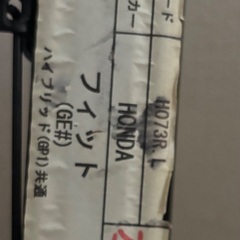 ード H073R,L
カー HONDA
フィット
(GE#)
ハイブリッド(GP1)共通